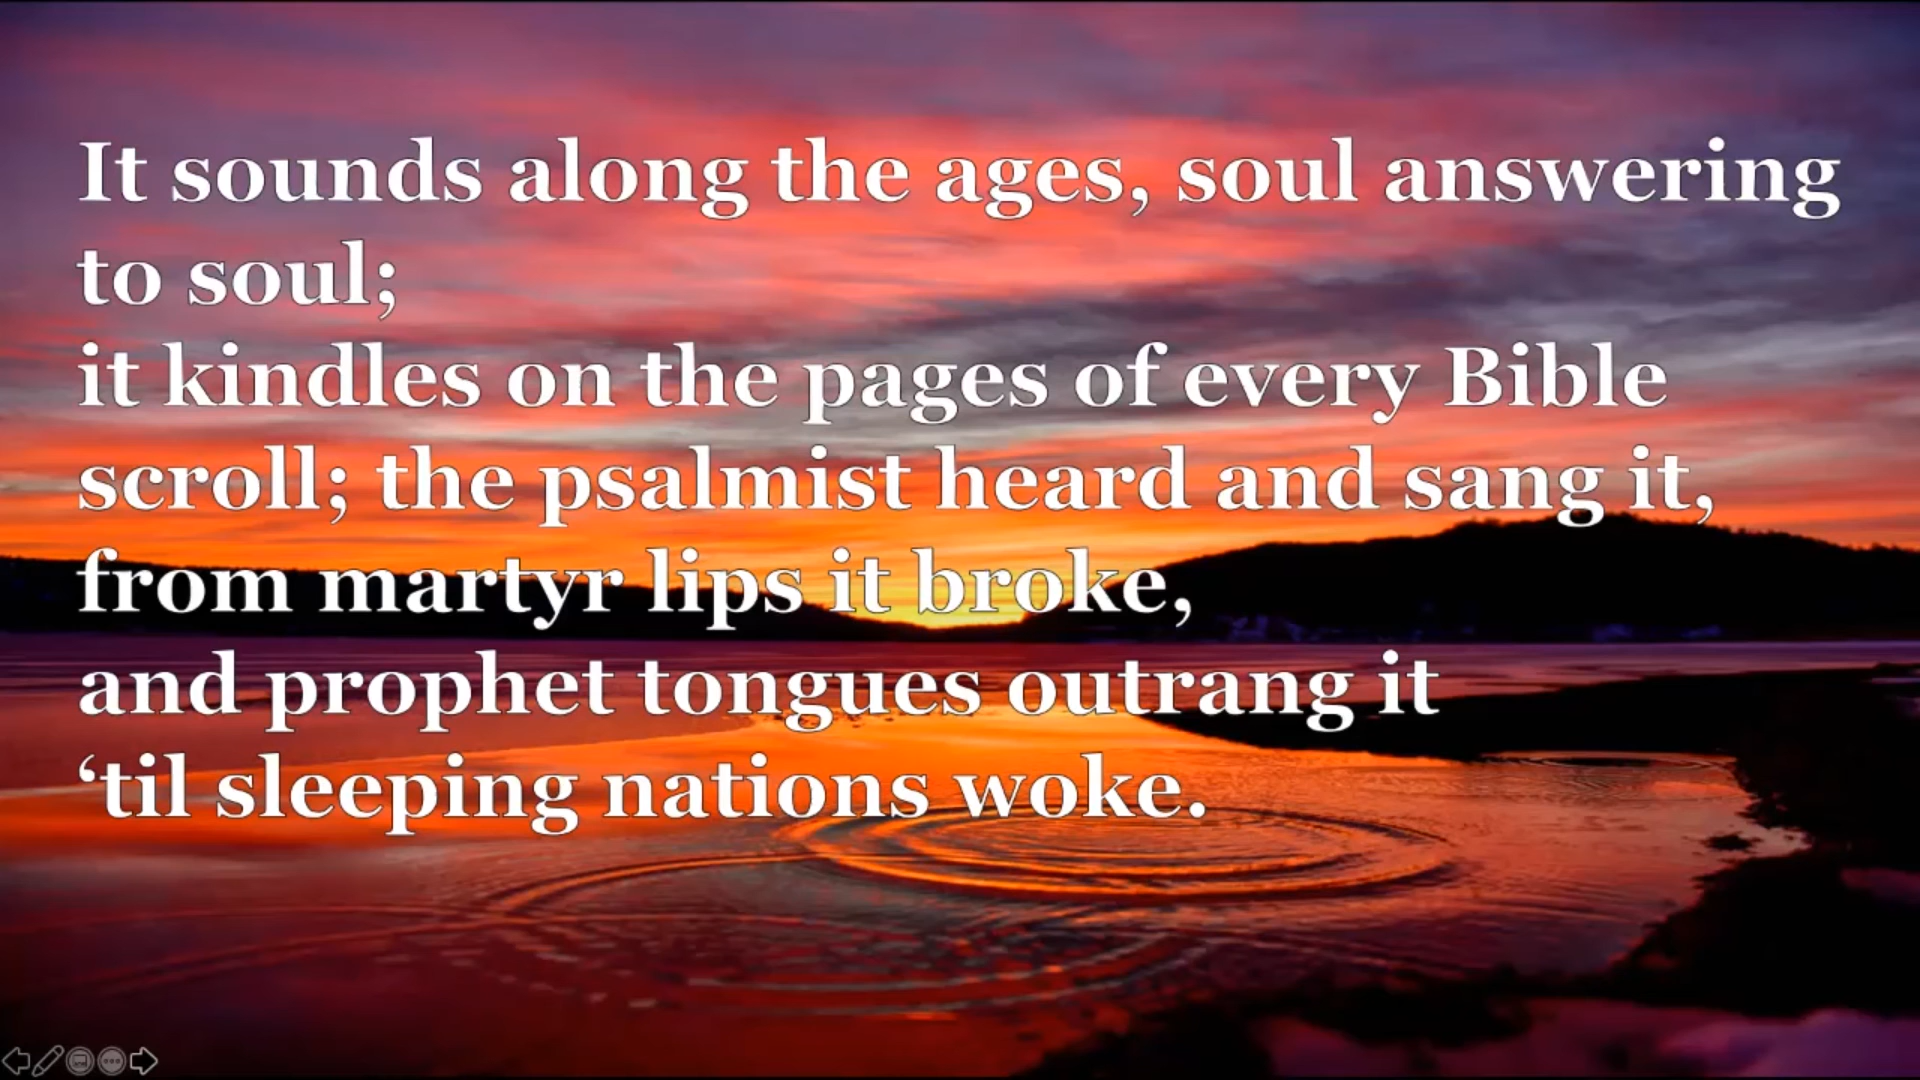 It sounds along the ages, soul answering
to soul;
it kindles on the pages of every Bible
scroll; the psalmist heard and sang it,
from martyr lips it broke,
and prophet tongues outrang it
‘til sleeping nations woke.